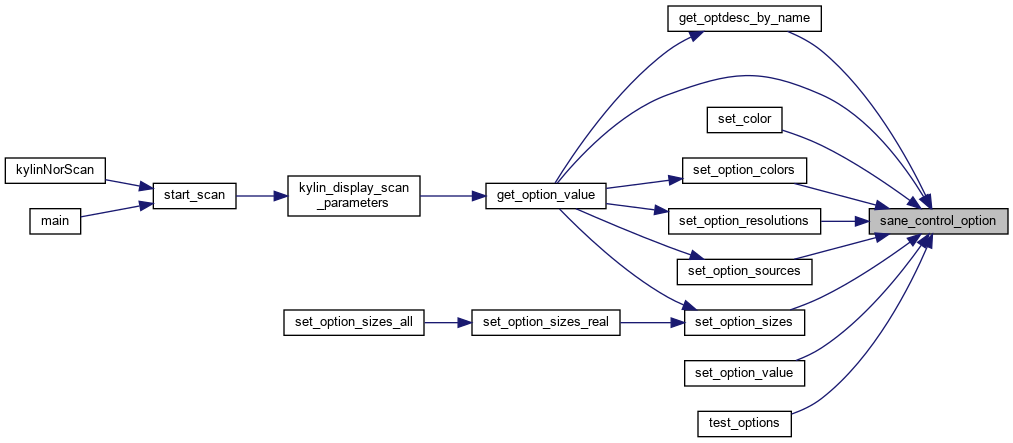 get_optdesc_by_name
set_color
kylinNorScan
set_option_colors
start_scan
kylin_display_scan
_parameters
get_option_value
main
set_option_resolutions
sane_control_option
set_option_sources
set_option_sizes_all
set_option_sizes_real
set_option_sizes
set_option_value
test_options